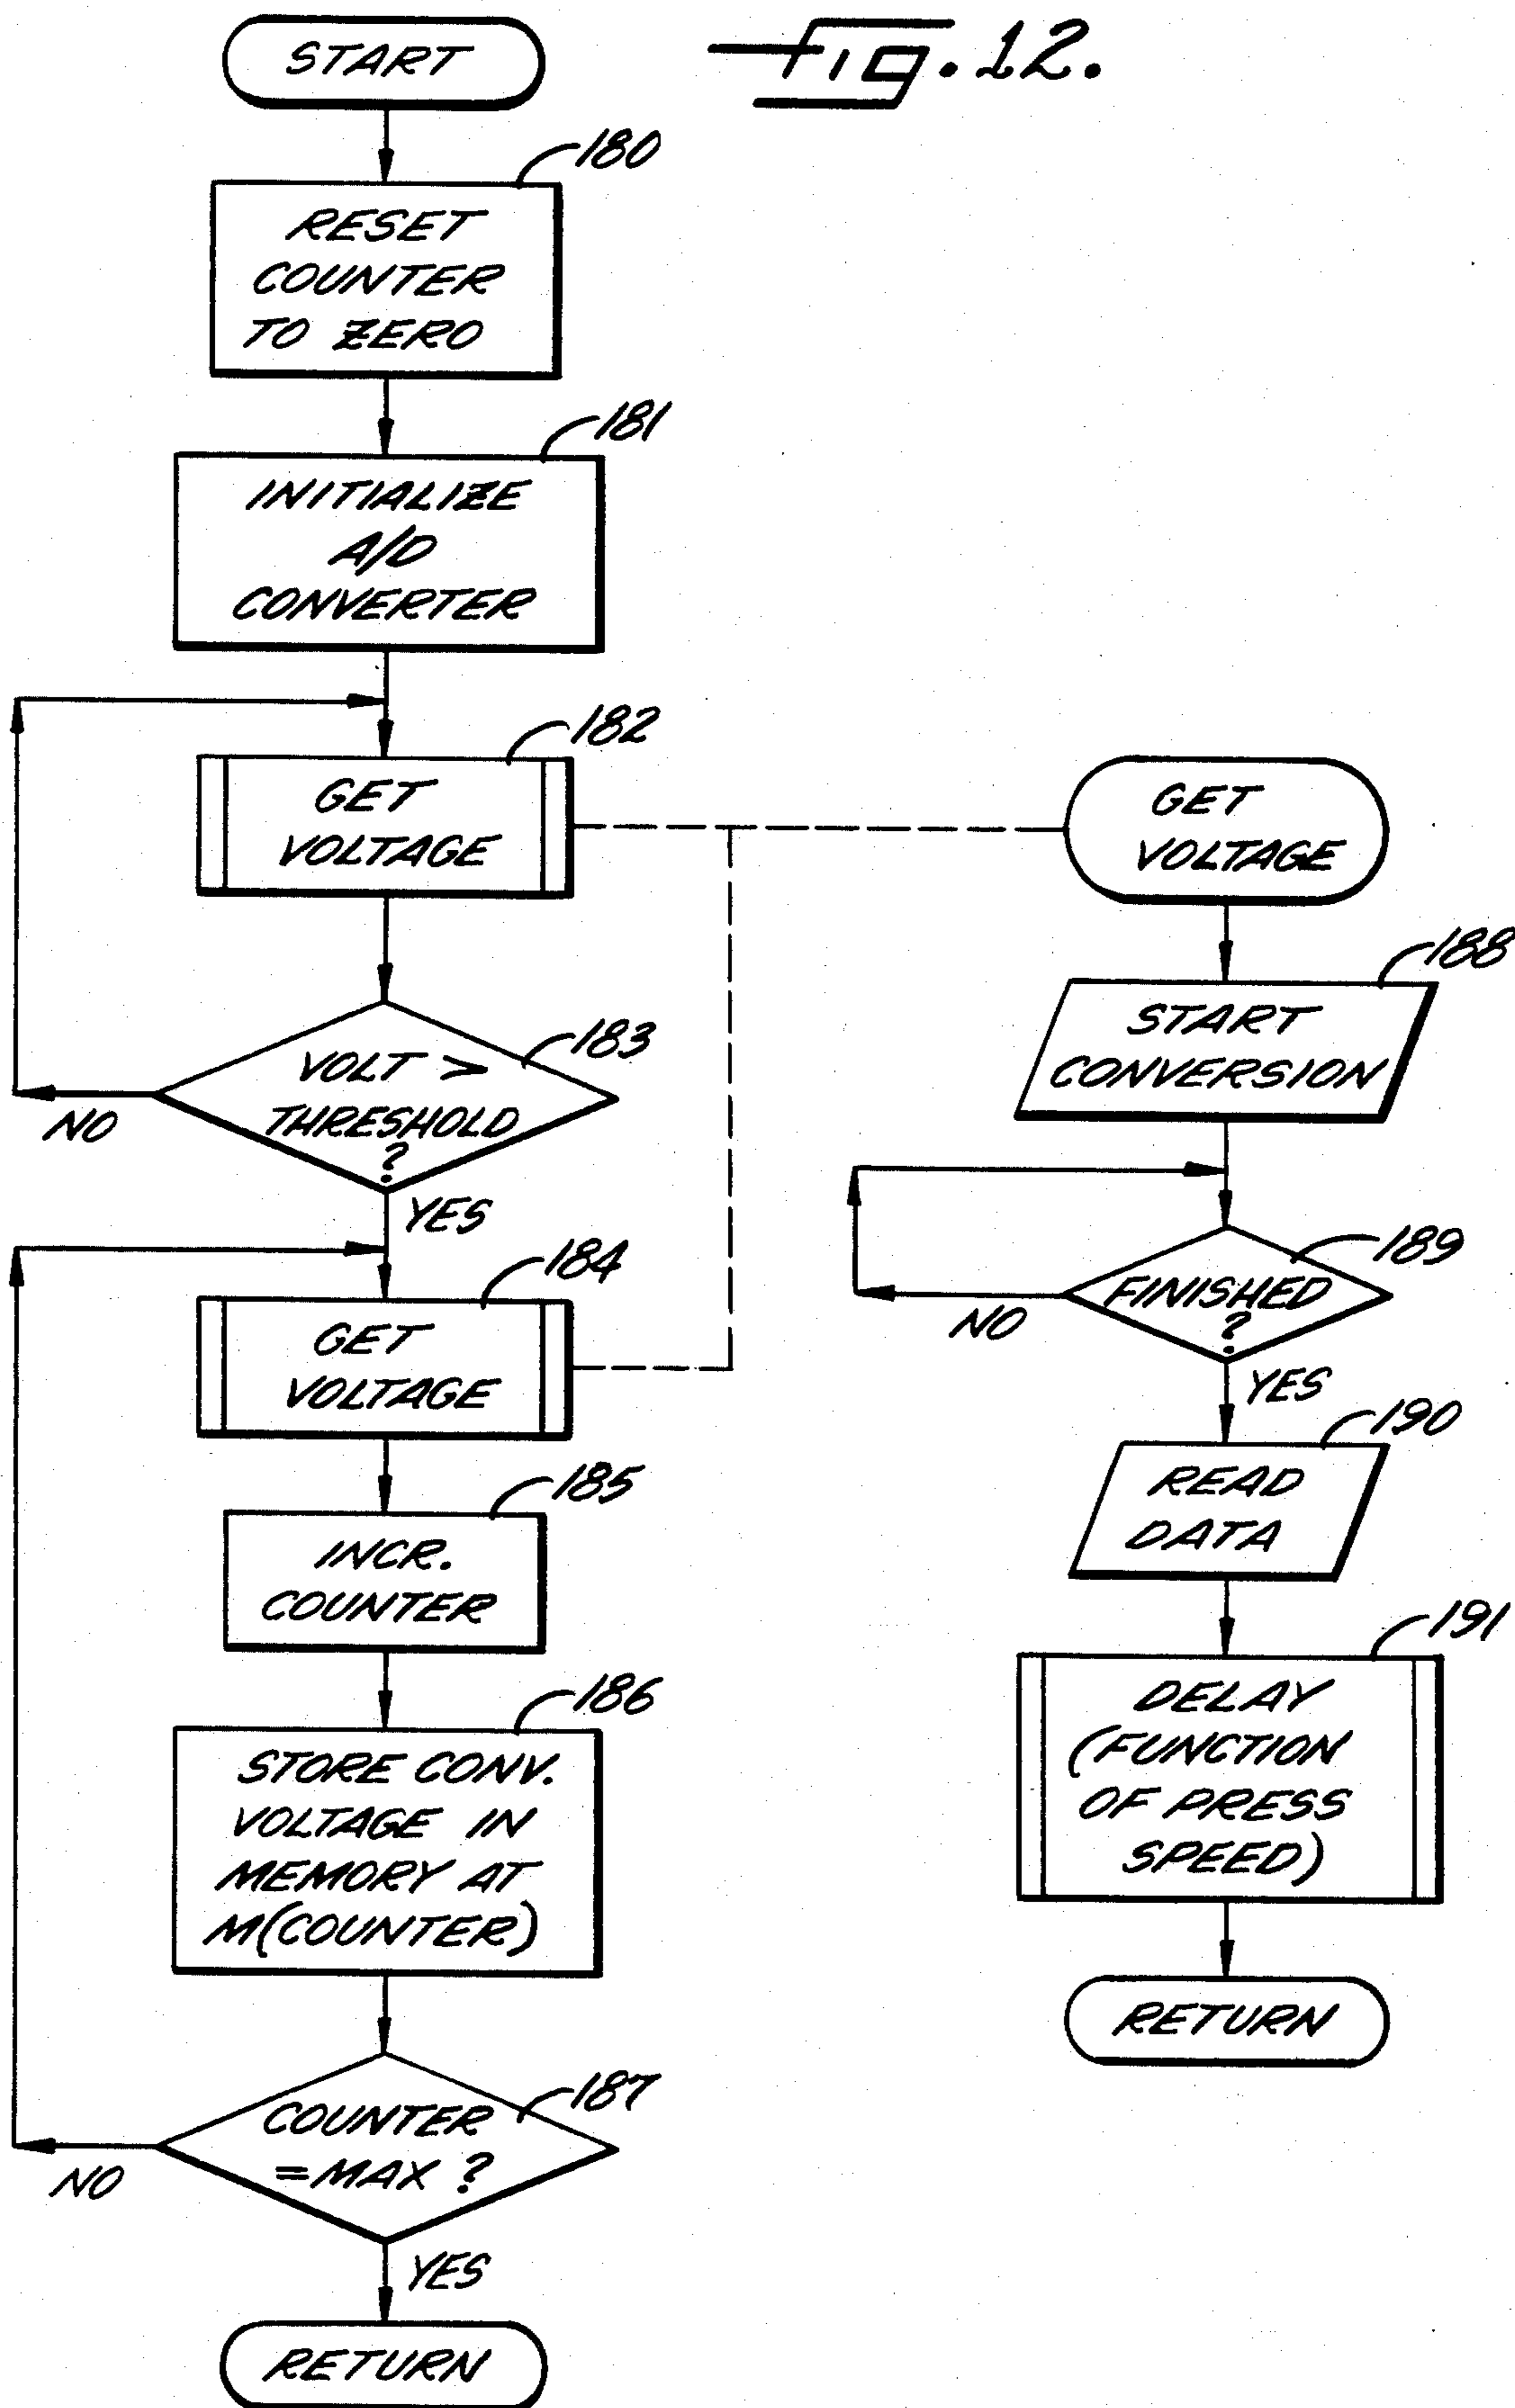 Fig. 12.
START
180
RESET
COUNTER
TO ZERO
181
INITIALIZE
A/D
CONVERTER
182
GET
VOLTAGE
183
VOLT >
THRESHOLD
?
NO
YES
184
GET
VOLTAGE
185
INCR.
COUNTER
186
STORE CONV.
VOLTAGE IN
MEMORY AT
M(COUNTER)
187
COUNTER
=MAX ?
NO
YES
RETURN
GET
VOLTAGE
188
START
CONVERSION
189
FINISHED
?
NO
YES
190
READ
DATA
191
DELAY
(FUNCTION
OF PRESS
SPEED)
RETURN